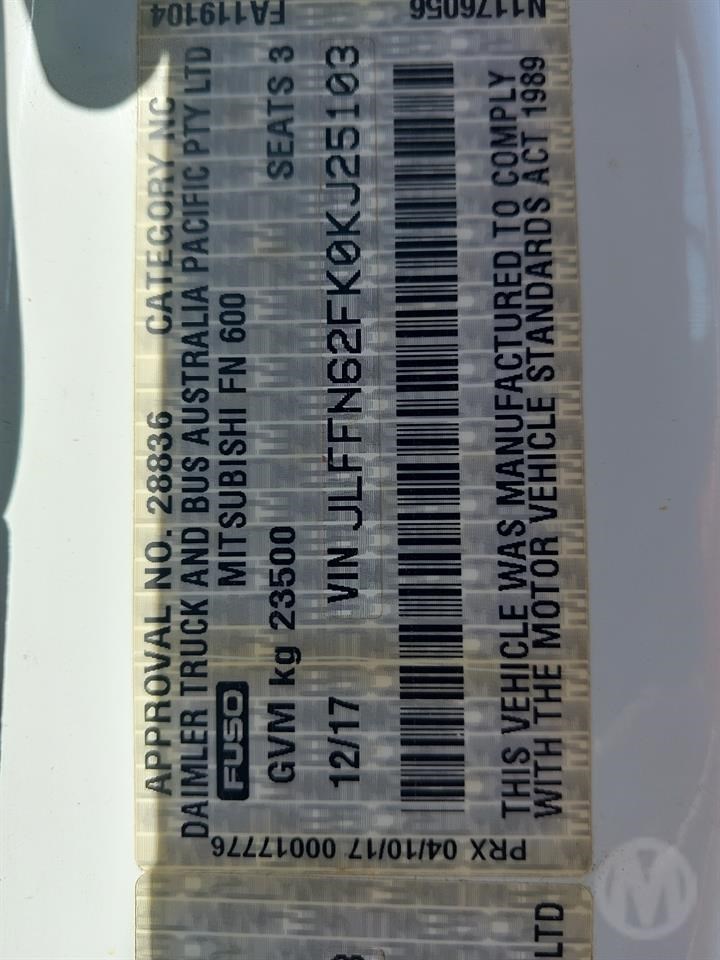 APPROVAL NO. 28836 CATEGORY NC
DAIMLER TRUCK AND BUS AUSTRALIA PACIFIC PTY LTD
FUSO MITSUBISHI FN 600
GVM kg 23500 SEATS 3
12/17 VIN JLFFN62FK0KJ25103
THIS VEHICLE WAS MANUFACTURED TO COMPLY
WITH THE MOTOR VEHICLE STANDARDS ACT 1989
PRX 04/10/17 00017776
FA119104
N1176056
LTD
M